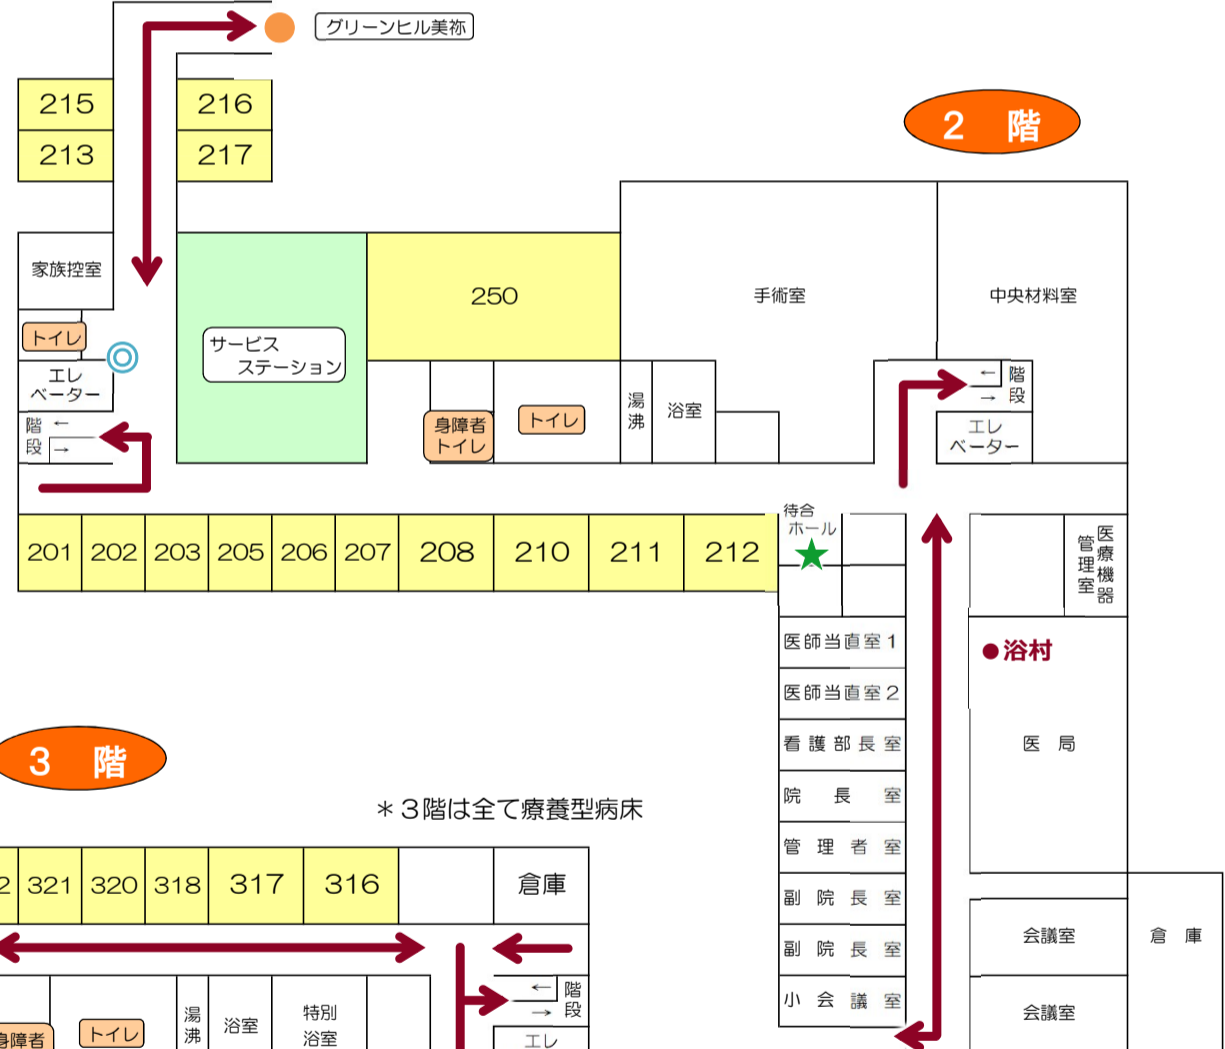 グリーンヒル美祢
215
216
213
217
2 階
家族控室
250
手術室
中央材料室
トイレ
サービス
ステーション
エレ
ベーター
階段
←
→
身障者
トイレ
トイレ
湯沸
浴室
←
→
階段
エレ
ベーター
201
202
203
205
206
207
208
210
211
212
待合
ホール
★
医療機器
管理室
医師当直室1
医師当直室2
看護部長室
院長室
管理者室
副院長室
副院長室
小会議室
●浴村
医局
会議室
会議室
倉庫
3 階
＊3階は全て療養型病床
2
321
320
318
317
316
倉庫
身障者
トイレ
湯沸
浴室
特別
浴室
←
→
階段
エレ